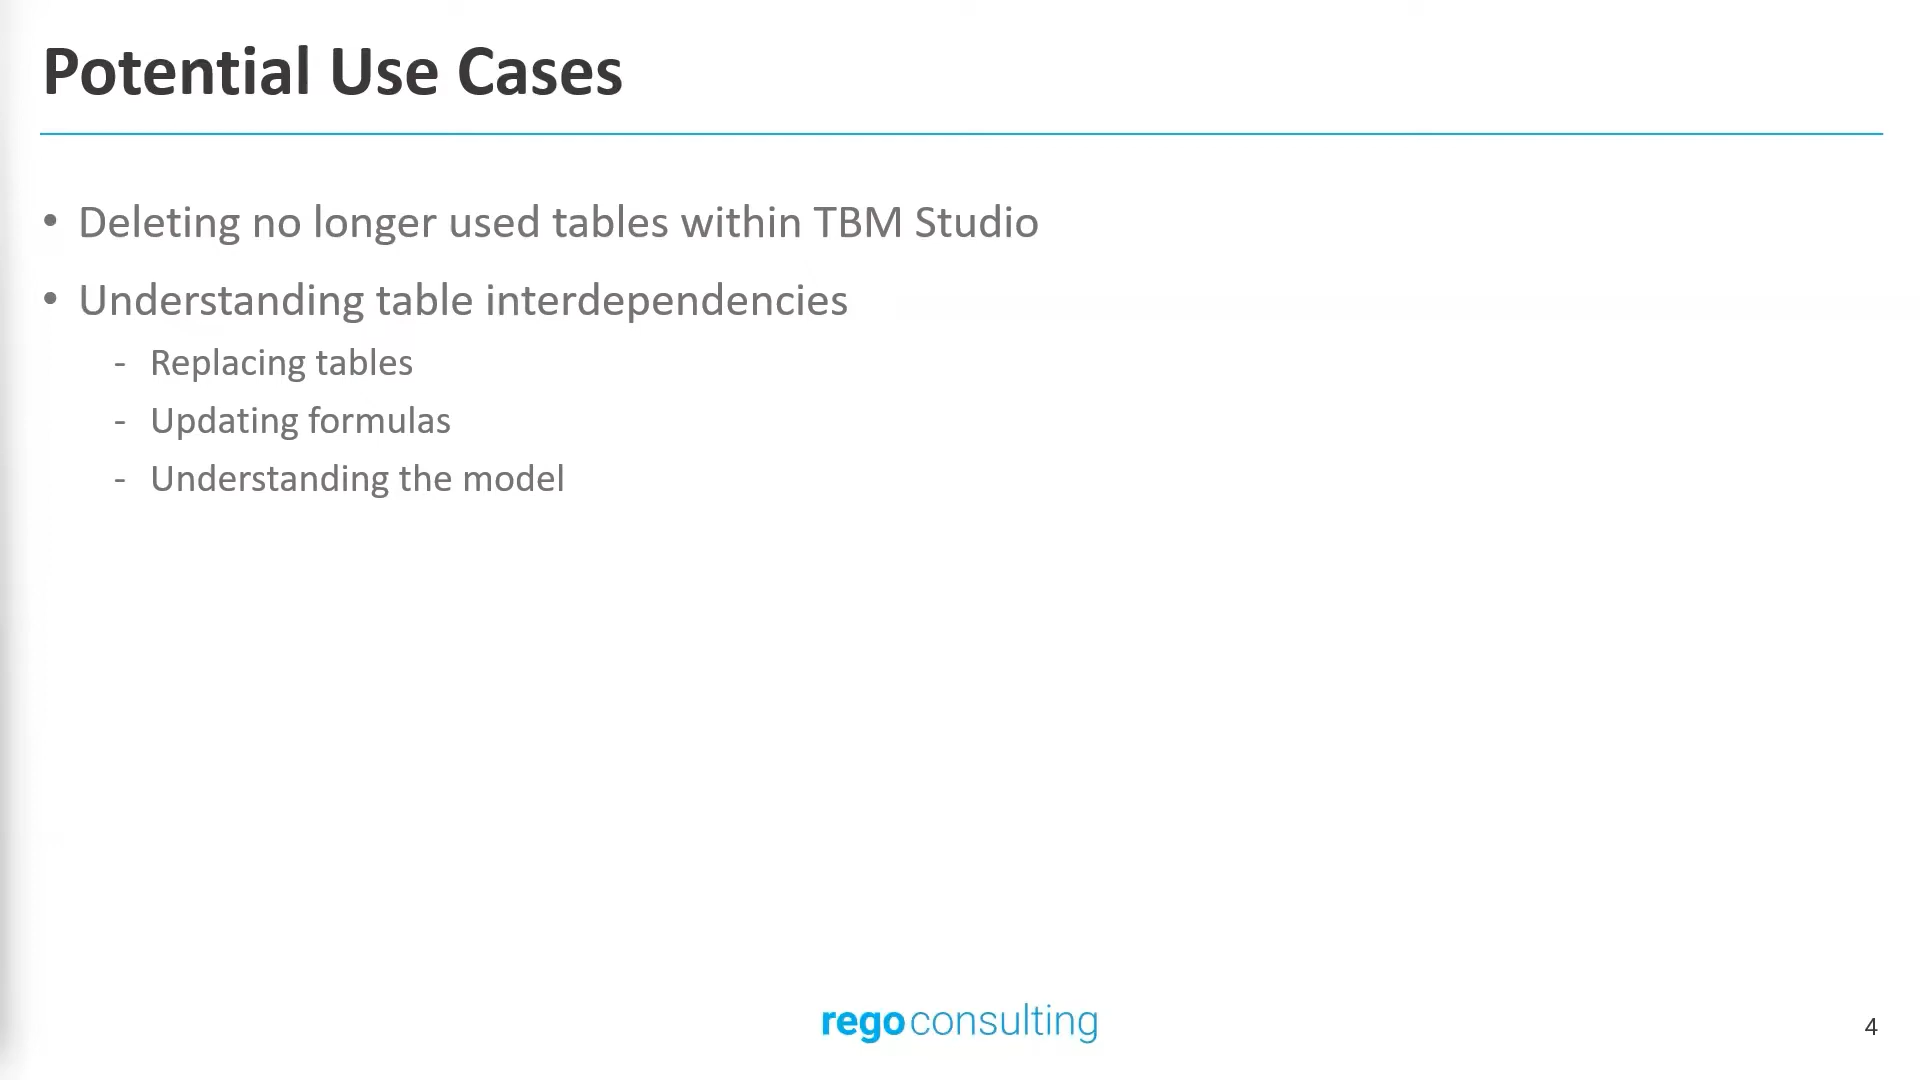 Potential Use Cases
• Deleting no longer used tables within TBM Studio
• Understanding table interdependencies
- Replacing tables
- Updating formulas
- Understanding the model
regoconsulting
4